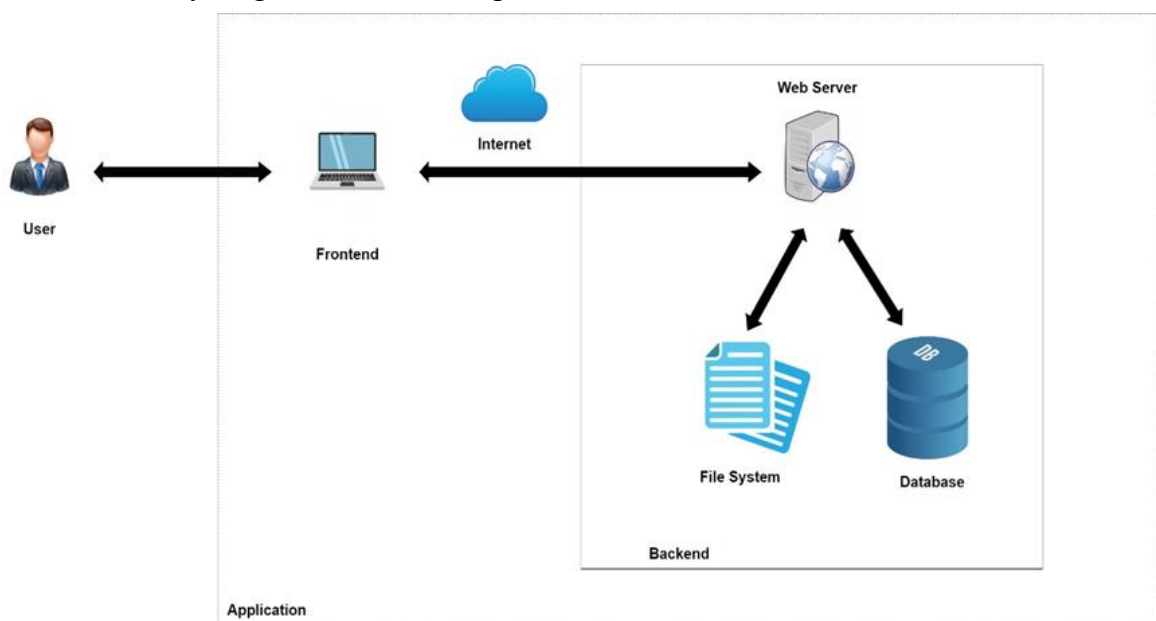 Web Server
Internet
User
Frontend
DB
File System
Database
Backend
Application